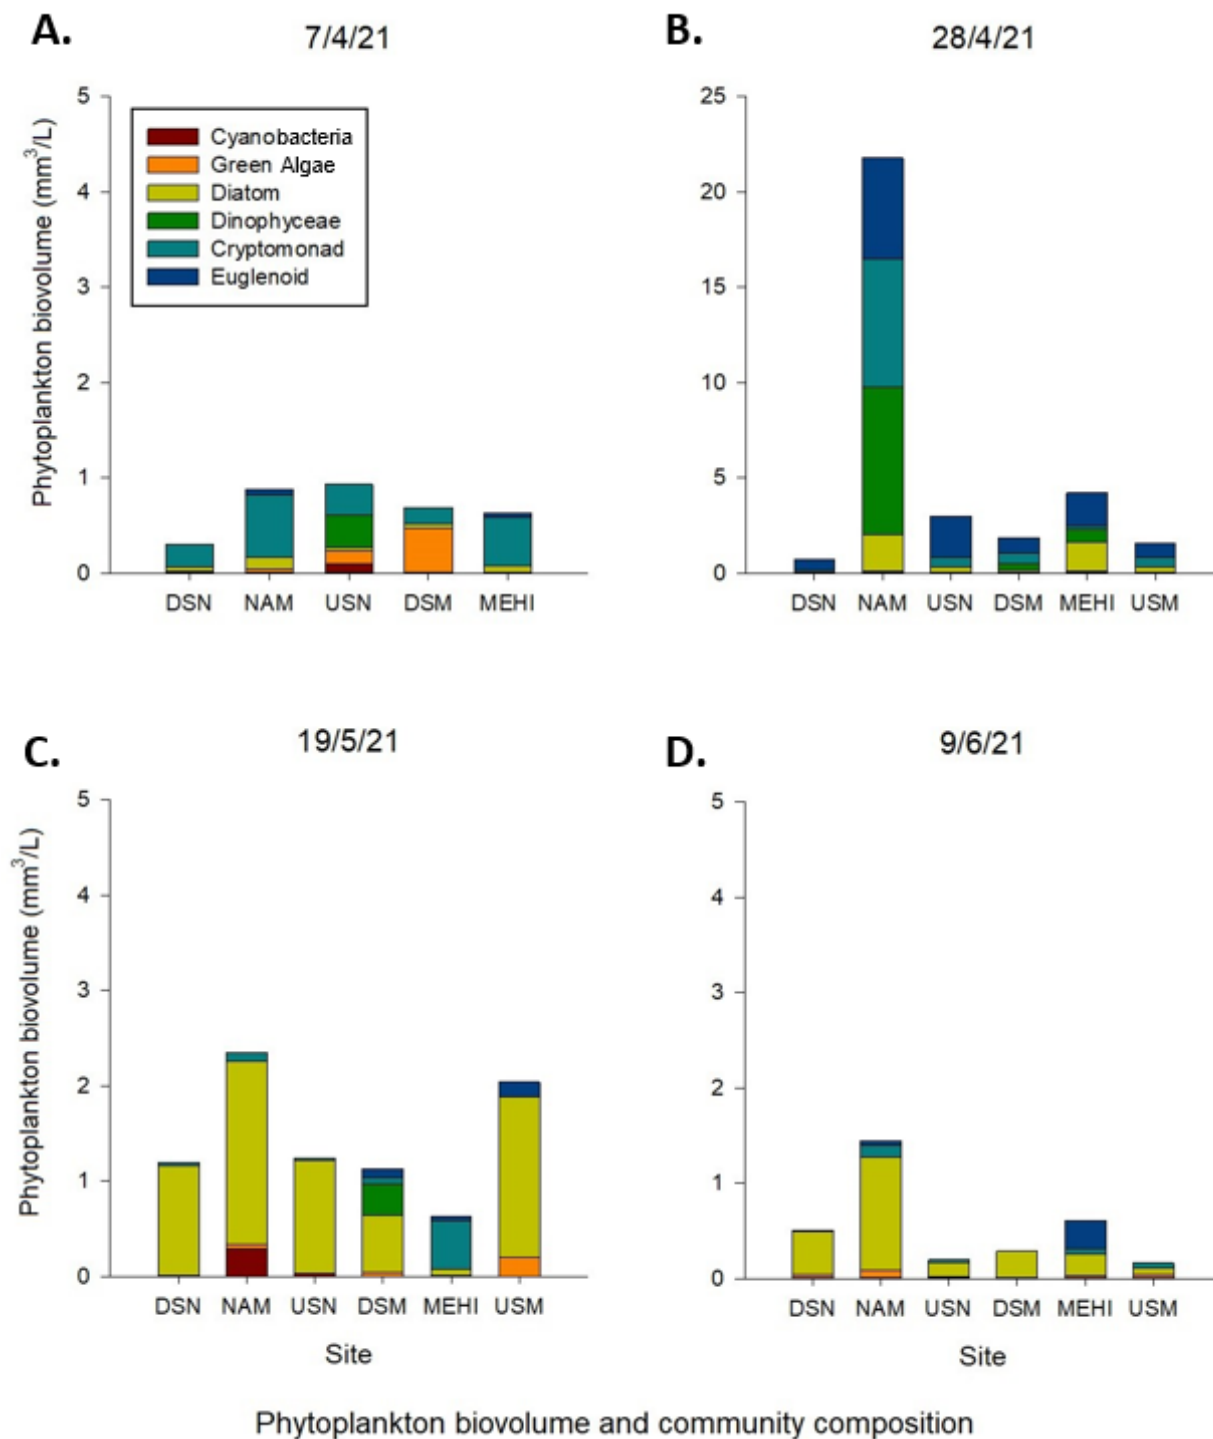 A. 7/4/21
Phytoplankton biovolume (mm³/L)
5
4
3
2
1
0
Cyanobacteria
Green Algae
Diatom
Dinophyceae
Cryptomonad
Euglenoid
DSN NAM USN DSM MEHI
B. 28/4/21
25
20
15
10
5
0
DSN NAM USN DSM MEHI USM
C. 19/5/21
Phytoplankton biovolume (mm³/L)
5
4
3
2
1
0
DSN NAM USN DSM MEHI USM
Site
D. 9/6/21
5
4
3
2
1
0
DSN NAM USN DSM MEHI USM
Site
Phytoplankton biovolume and community composition